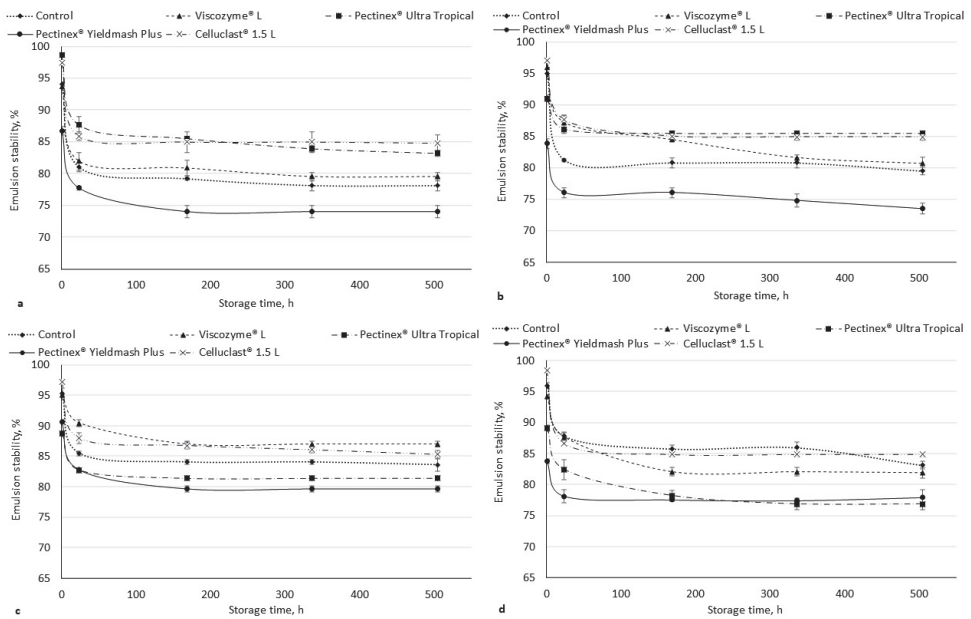 Control Viscozyme® L Pectinex® Ultra Tropical
Pectinex® Yieldmash Plus Celluclast® 1.5 L
100
95
90
85
80
75
70
65
Emulsion stability, %
0 100 200 300 400 500
Storage time, h
a
Control Viscozyme® L Pectinex® Ultra Tropical
Pectinex® Yieldmash Plus Celluclast® 1.5 L
100
95
90
85
80
75
70
65
Emulsion stability, %
0 100 200 300 400 500
Storage time, h
b
Control Viscozyme® L Pectinex® Ultra Tropical
Pectinex® Yieldmash Plus Celluclast® 1.5 L
100
95
90
85
80
75
70
65
Emulsion stability, %
0 100 200 300 400 500
Storage time, h
c
Control Viscozyme® L Pectinex® Ultra Tropical
Pectinex® Yieldmash Plus Celluclast® 1.5 L
100
95
90
85
80
75
70
65
Emulsion stability, %
0 100 200 300 400 500
Storage time, h
d